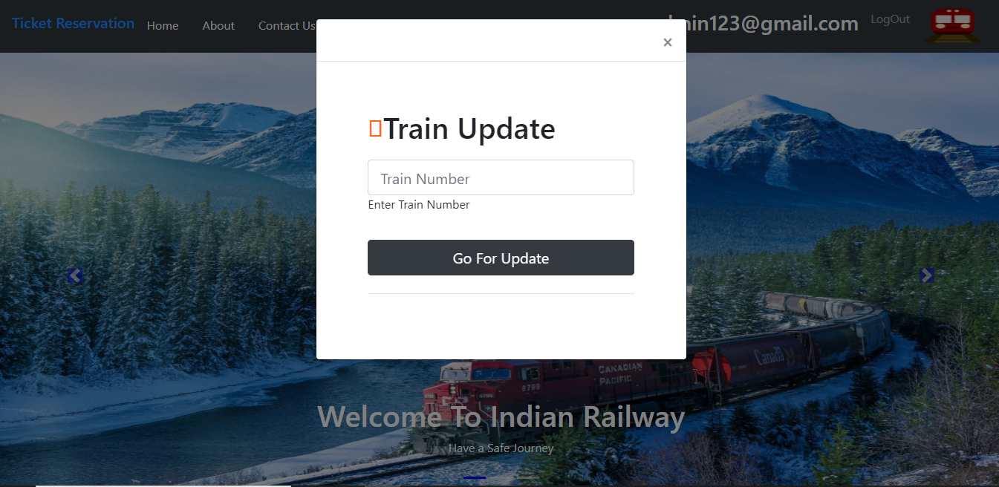 Ticket Reservation
Home
About
Contact Us
min123@gmail.com
LogOut
×
Train Update
Train Number
Enter Train Number
Go For Update
CANADIAN
PACIFIC
8799
Canada
Welcome To Indian Railway
Have a Safe Journey